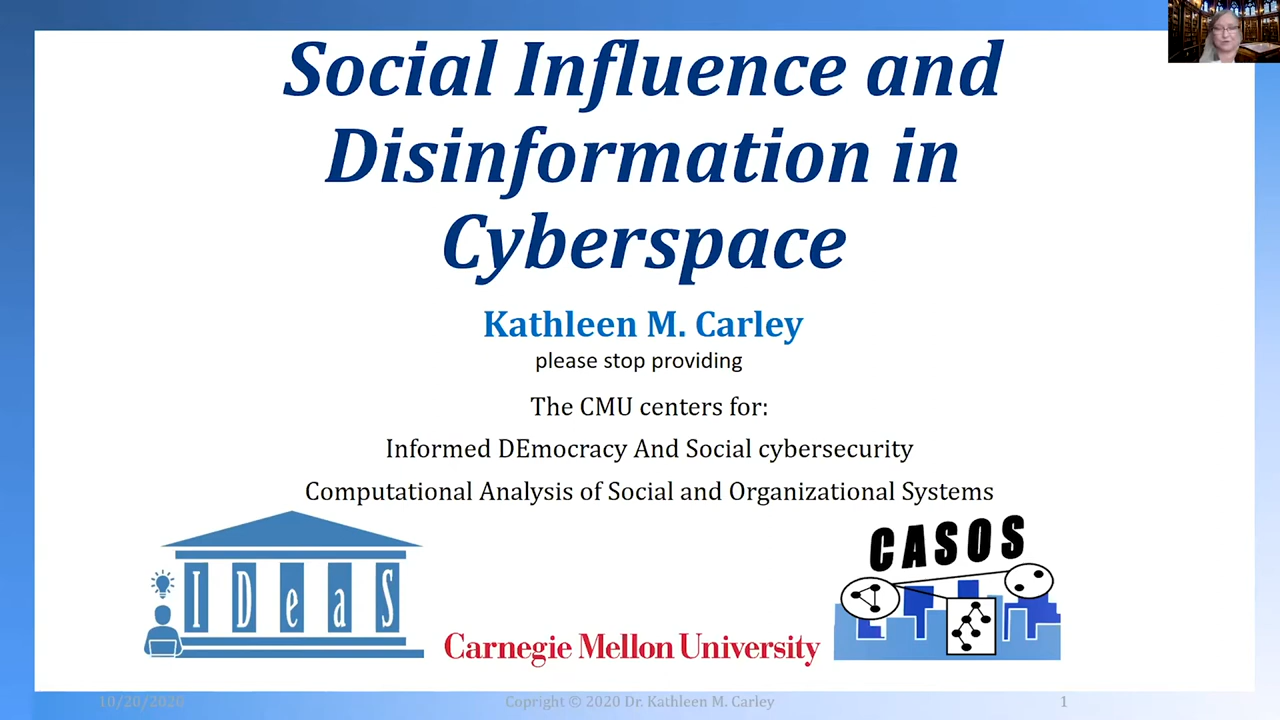 Social Influence and
Disinformation in
Cyberspace
Kathleen M. Carley
please stop providing
The CMU centers for:
Informed DEmocracy And Social cybersecurity
Computational Analysis of Social and Organizational Systems
IDeaS
CASOS
Carnegie Mellon University
10/20/2020
Copright © 2020 Dr. Kathleen M. Carley
1